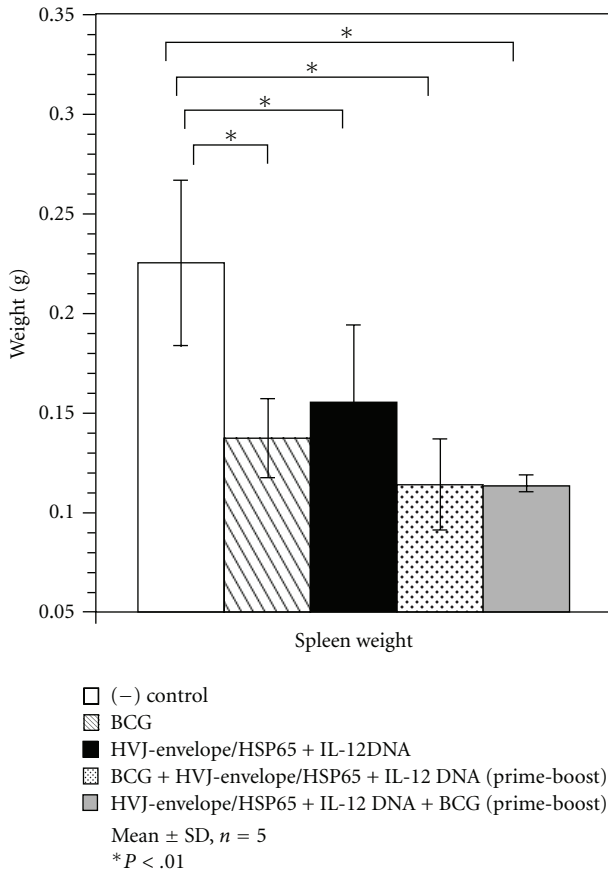 0.35
*
*
0.3
*
*
0.25
Weight (g)
0.2
0.15
0.1
0.05
Spleen weight
(−) control
BCG
HVJ-envelope/HSP65 + IL-12DNA
BCG + HVJ-envelope/HSP65 + IL-12 DNA (prime-boost)
HVJ-envelope/HSP65 + IL-12 DNA + BCG (prime-boost)
Mean ± SD, n = 5
*P < .01